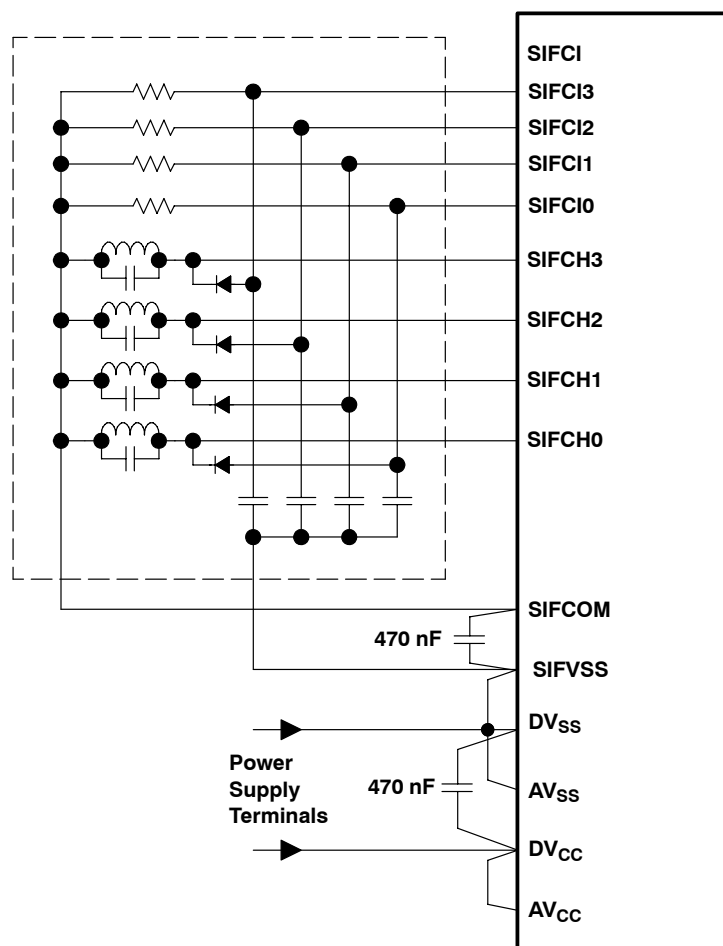 SIFCI
SIFCI3
SIFCI2
SIFCI1
SIFCI0
SIFCH3
SIFCH2
SIFCH1
SIFCH0
SIFCOM
470 nF
SIFVSS
DVSS
Power
Supply
Terminals
470 nF
AVSS
DVCC
AVCC